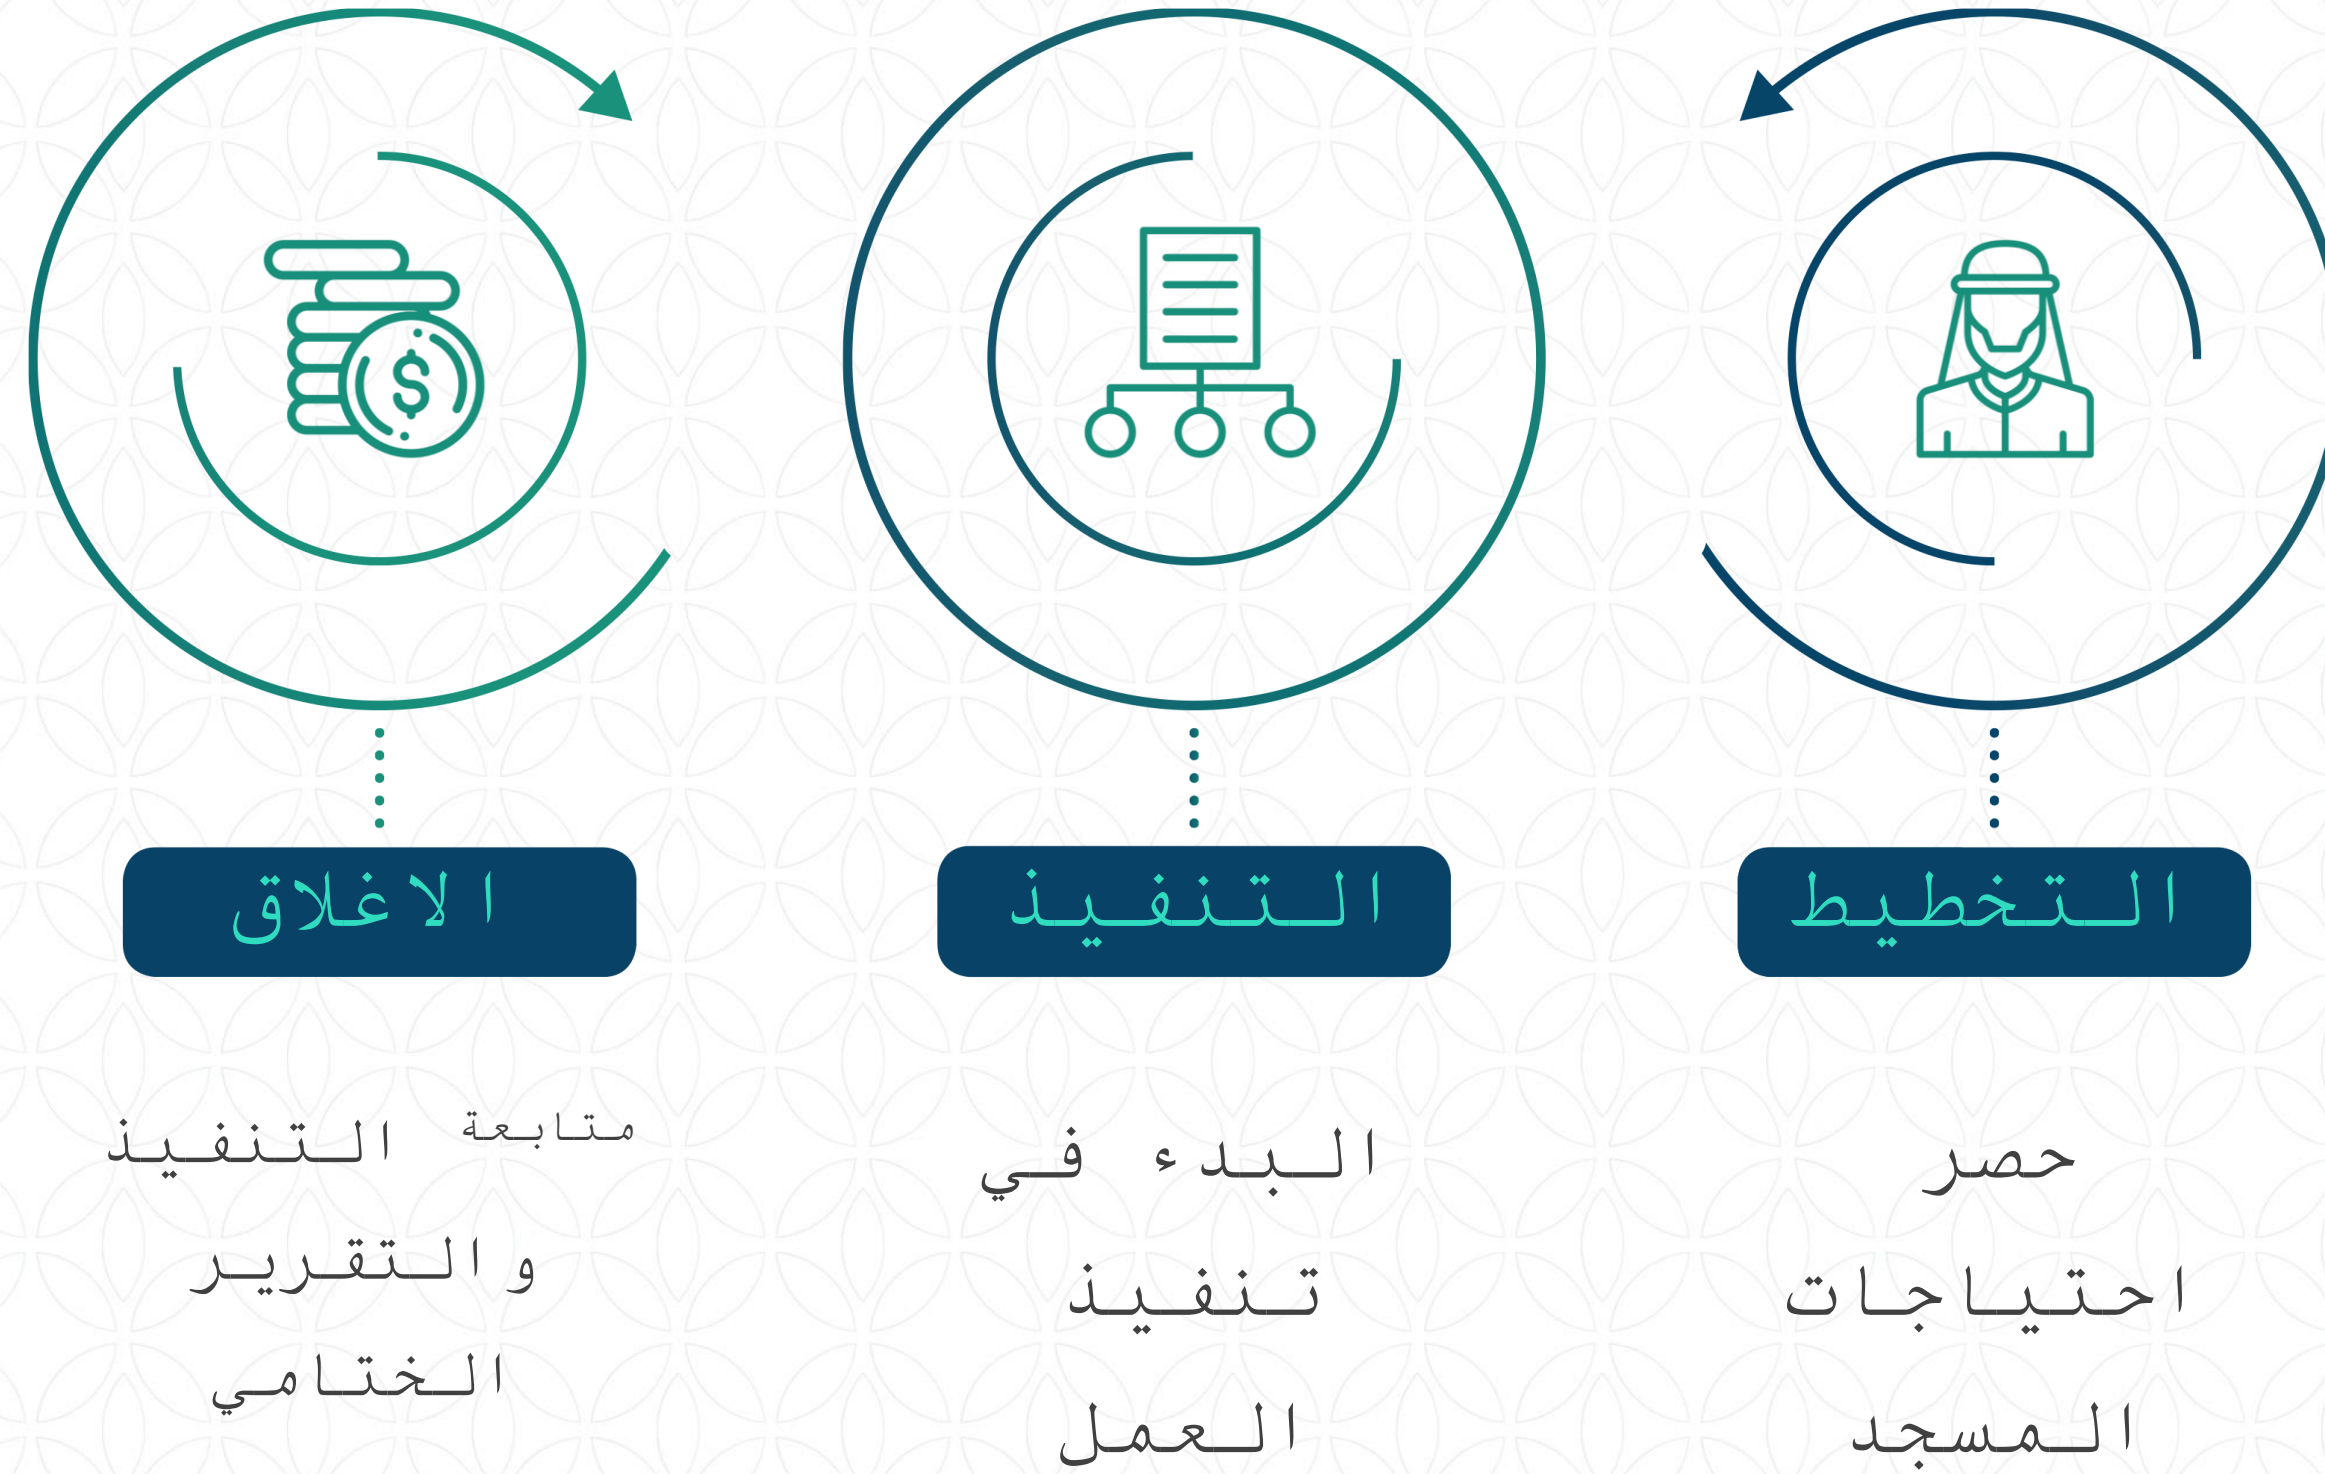 التخطيط
حصر
احتياجات
المسجد
التنفيذ
البدء في
تنفيذ
العمل
الاغلاق
متابعة التنفيذ
والتقرير
الختامي